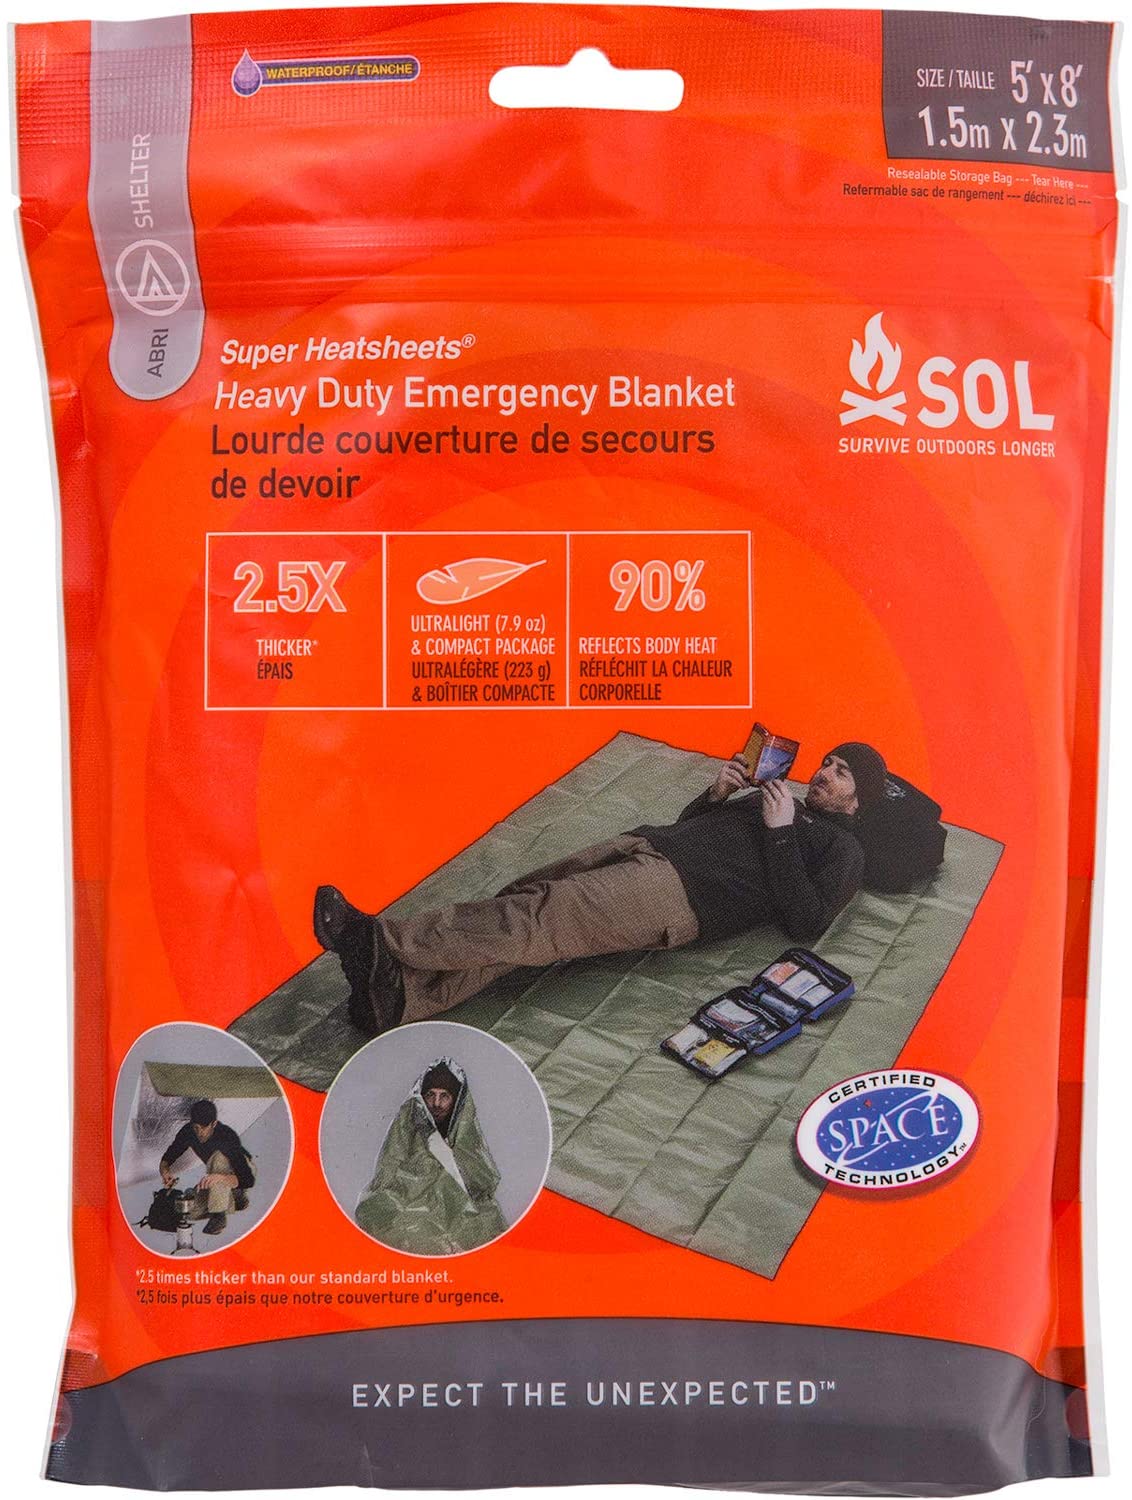 WATERPROOF/ÉTANCHE
SIZE / TAILLE 5' x 8'
1.5m x 2.3m
Resealable Storage Bag --- Tear Here ---
Refermable sac de rangement --- déchirez ici ---
ABRI SHELTER
Super Heatsheets®
Heavy Duty Emergency Blanket
Lourde couverture de secours
de devoir
SOL
SURVIVE OUTDOORS LONGER
2.5X
THICKER*
ÉPAIS
ULTRALIGHT (7.9 oz)
& COMPACT PACKAGE
ULTRALÉGÈRE (223 g)
& BOÎTIER COMPACTE
90%
REFLECTS BODY HEAT
RÉFLÉCHIT LA CHALEUR
CORPORELLE
CERTIFIED
SPACE
TECHNOLOGY™
*2.5 times thicker than our standard blanket.
*2,5 fois plus épais que notre couverture d'urgence.
EXPECT THE UNEXPECTED™